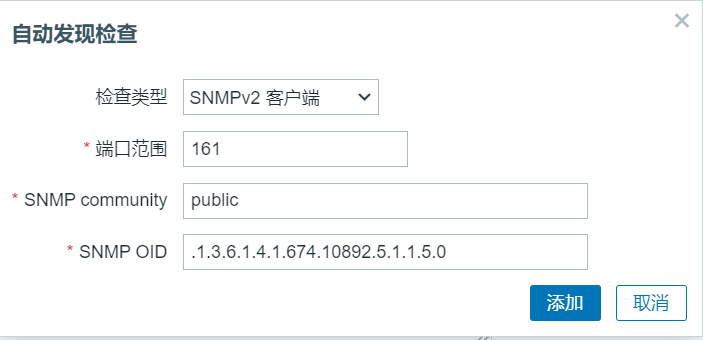 自动发现检查
检查类型 SNMPv2 客户端
* 端口范围 161
* SNMP community public
* SNMP OID .1.3.6.1.4.1.674.10892.5.1.1.5.0
添加 取消